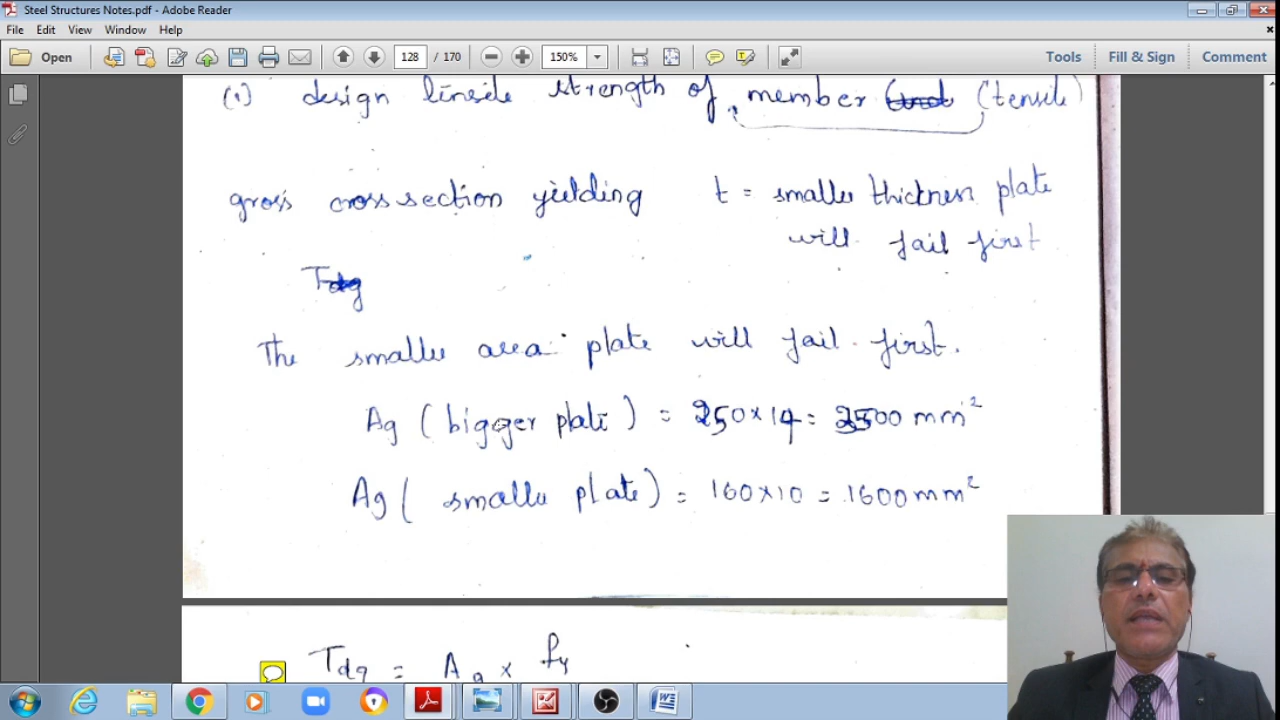 Steel Structures Notes.pdf - Adobe Reader
File Edit View Window Help
Open 128 / 170 150% Tools Fill & Sign Comment
(1) design tinsile strength of member (tensile)
gross cross section yielding t = smaller thickness plate
will fail first
Tdg
The smaller area plate will fail first.
Ag (bigger plate) = 250×14 = 3500 mm²
Ag (smaller plate) = 160×10 = 1600 mm²
Tdg = Ag × fy